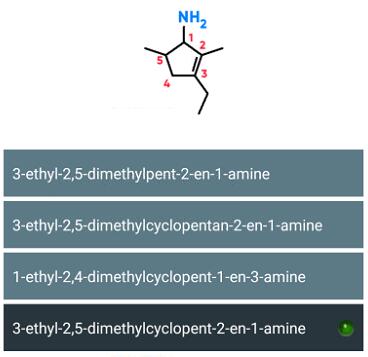 NH2
1
2
5
3
4
3-ethyl-2,5-dimethylpent-2-en-1-amine
3-ethyl-2,5-dimethylcyclopentan-2-en-1-amine
1-ethyl-2,4-dimethylcyclopent-1-en-3-amine
3-ethyl-2,5-dimethylcyclopent-2-en-1-amine